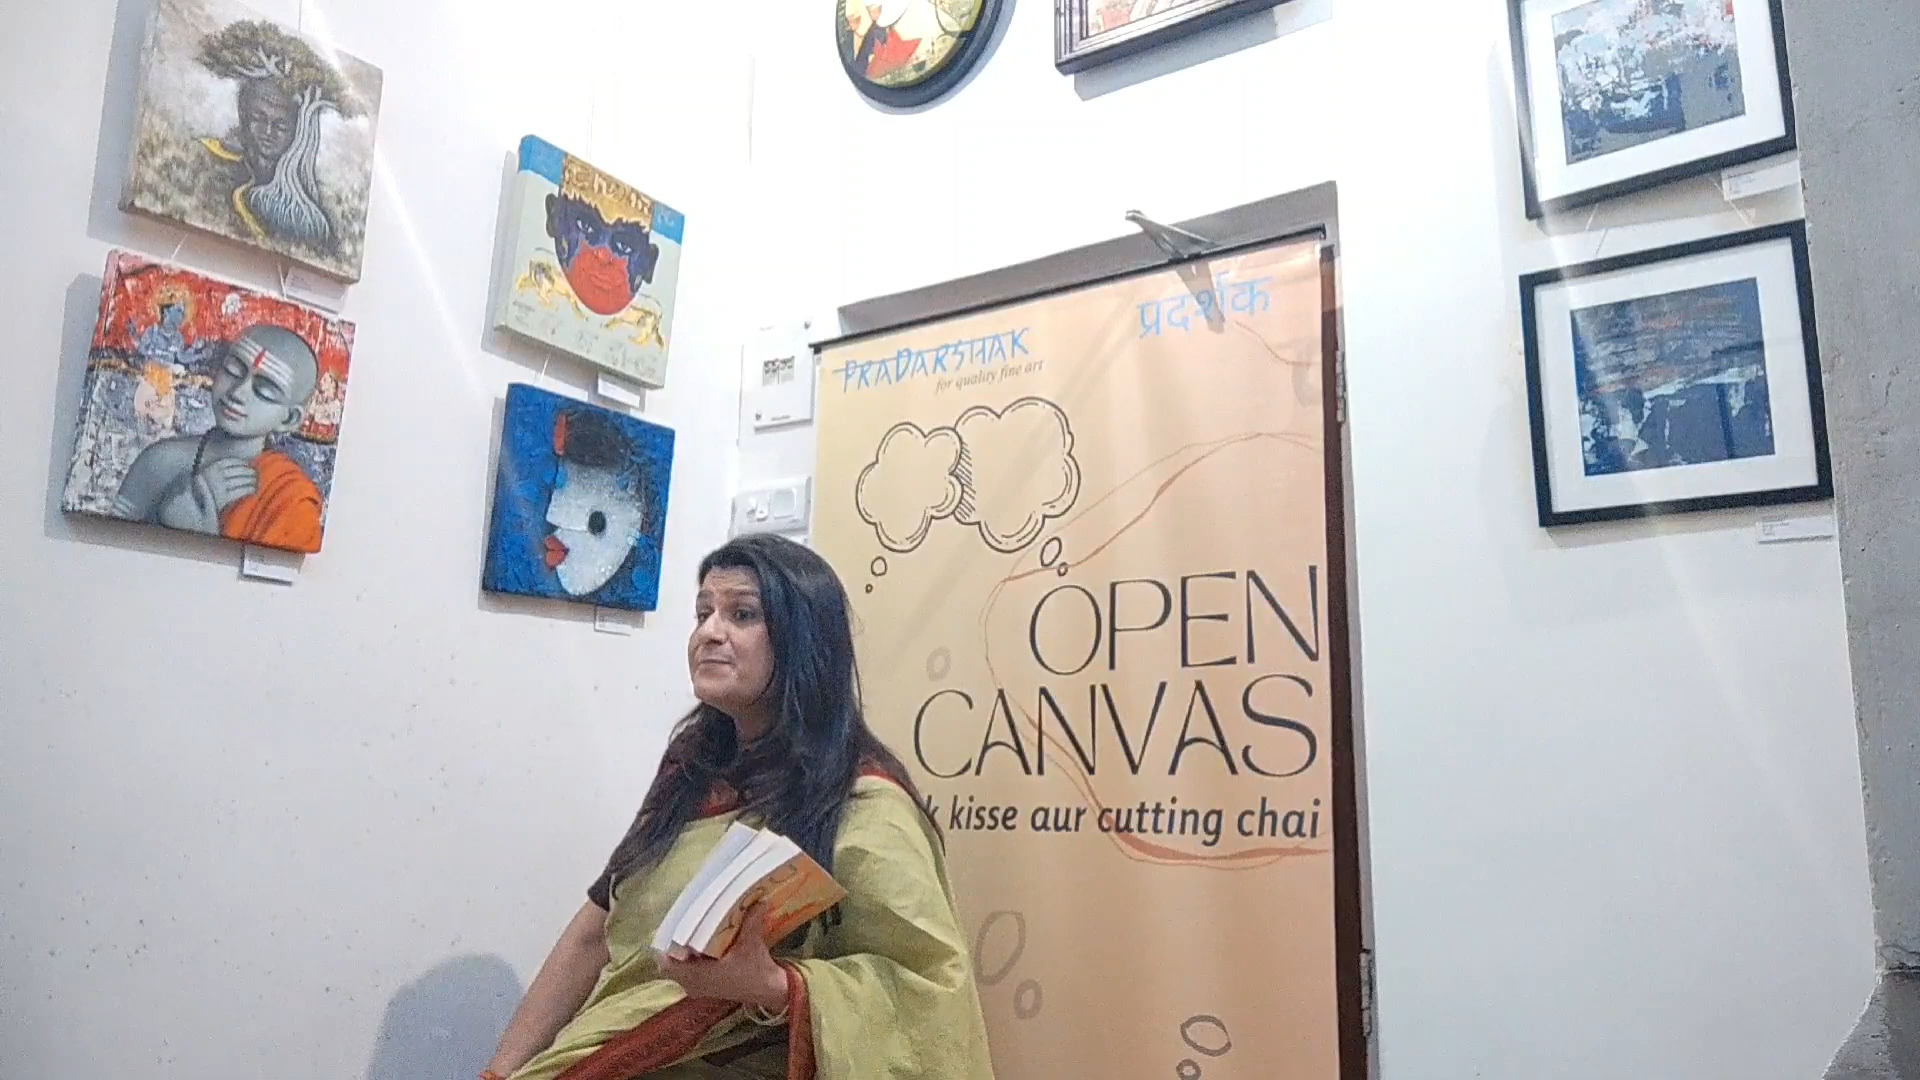 PRADARSHAK
for quality fine art
प्रदर्शक
OPEN
CANVAS
kisse aur cutting chai